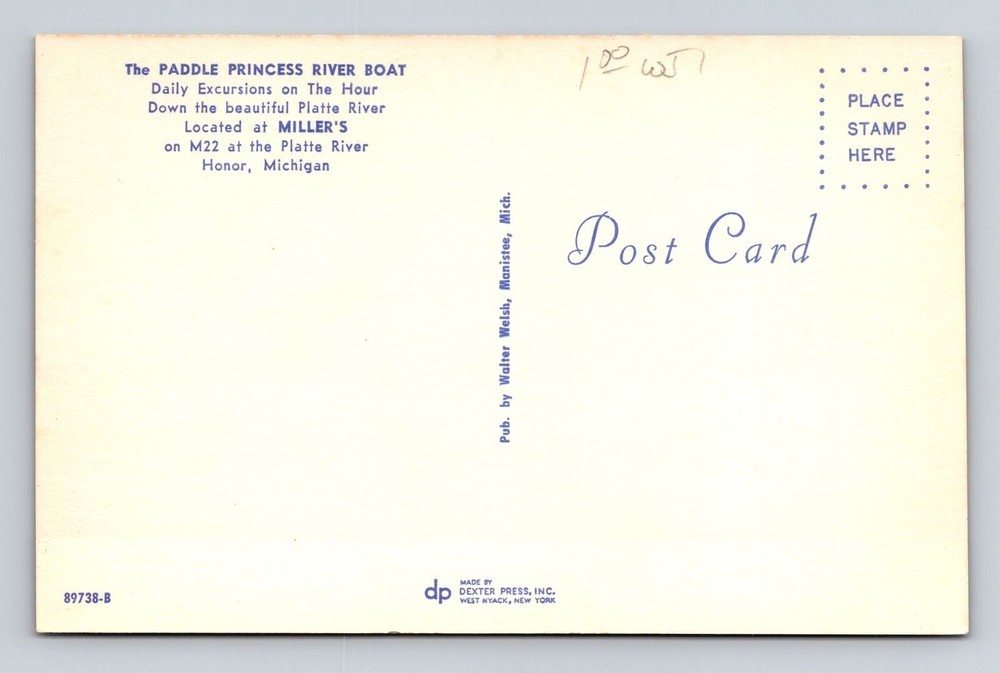 The PADDLE PRINCESS RIVER BOAT
Daily Excursions on The Hour
Down the beautiful Platte River
Located at MILLER'S
on M22 at the Platte River
Honor, Michigan
1 00
PLACE
STAMP
HERE
Post Card
Pub. by Walter Welsh, Manistee, Mich.
89738-B
dp
MADE BY
DEXTER PRESS, INC.
WEST NYACK, NEW YORK